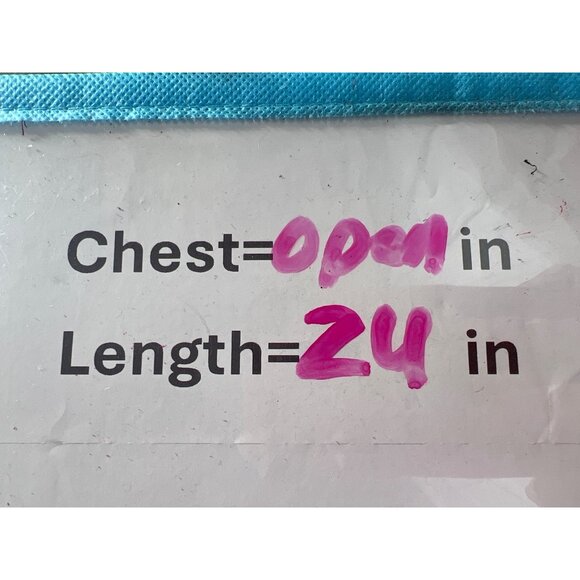 Chest=open in
Length=24 in